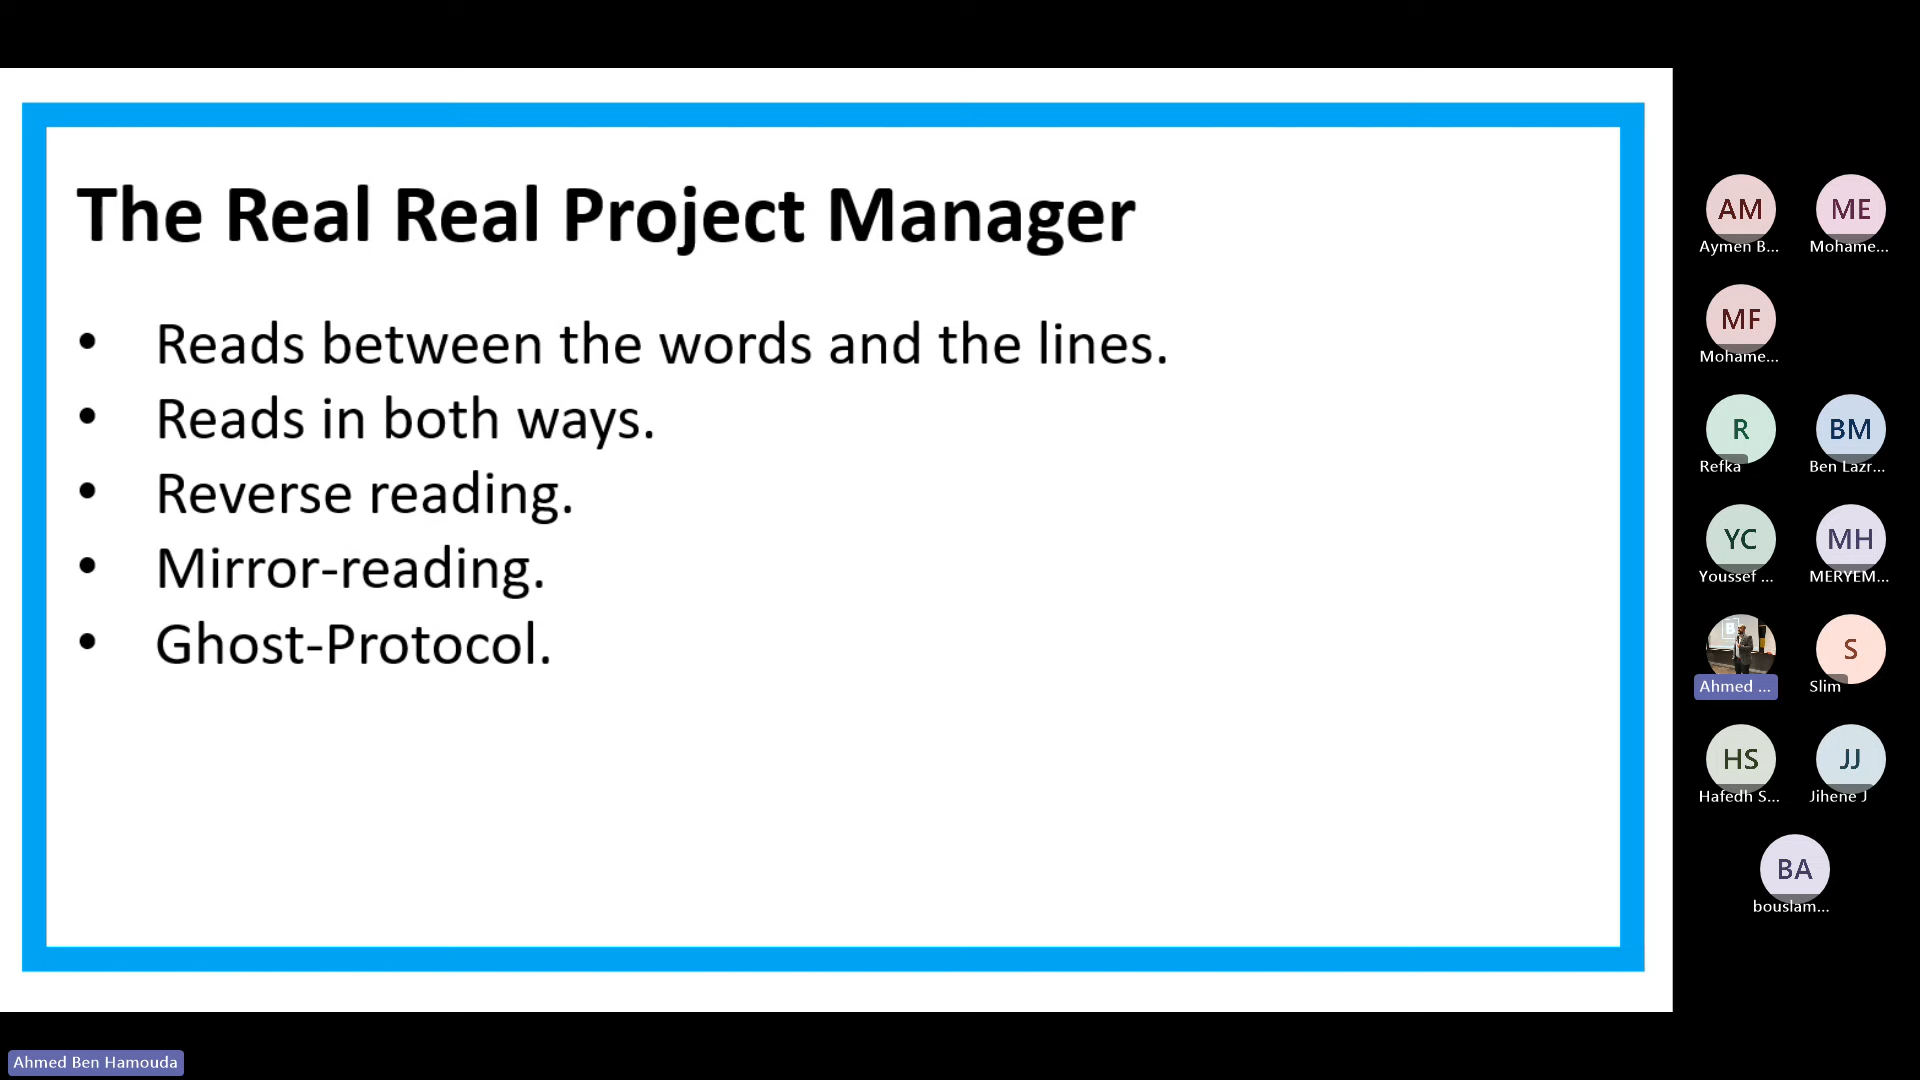 The Real Real Project Manager
• Reads between the words and the lines.
• Reads in both ways.
• Reverse reading.
• Mirror-reading.
• Ghost-Protocol.
AM ME
Aymen B... Mohame...
MF
Mohame...
R BM
Refka Ben Lazr...
YC MH
Youssef ... MERYEM...
Ahmed ... S
Slim
HS JJ
Hafedh S... Jihene J
BA
bouslam...
Ahmed Ben Hamouda